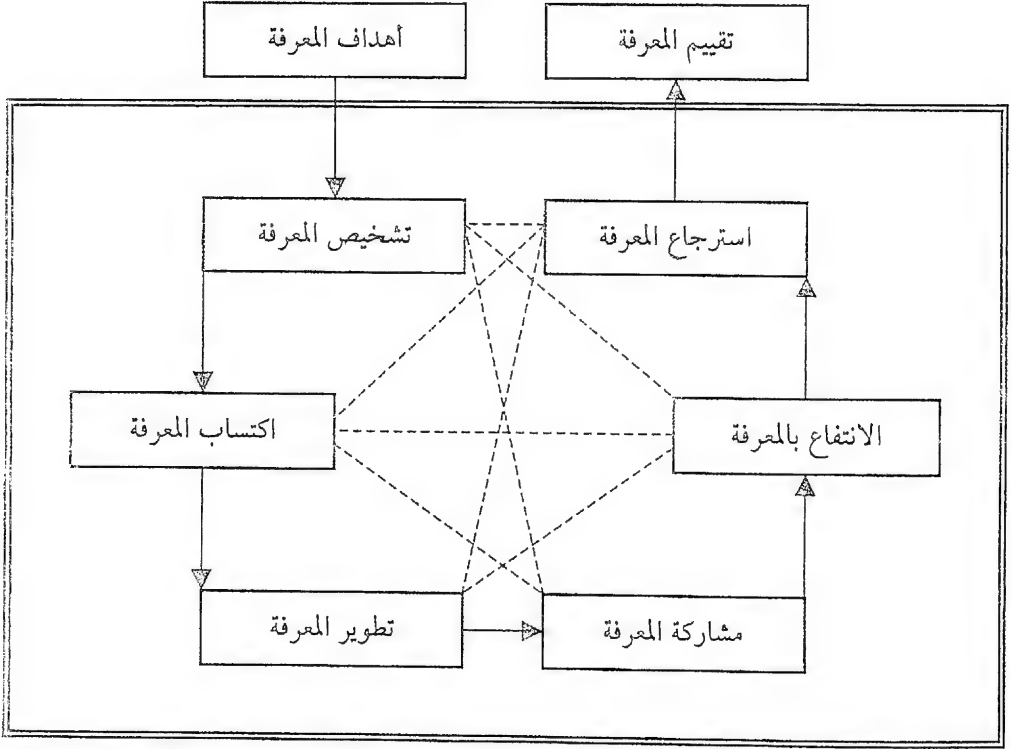 أهداف المعرفة
تقييم المعرفة
تشخيص المعرفة
استرجاع المعرفة
اكتساب المعرفة
الانتفاع بالمعرفة
تطوير المعرفة
مشاركة المعرفة